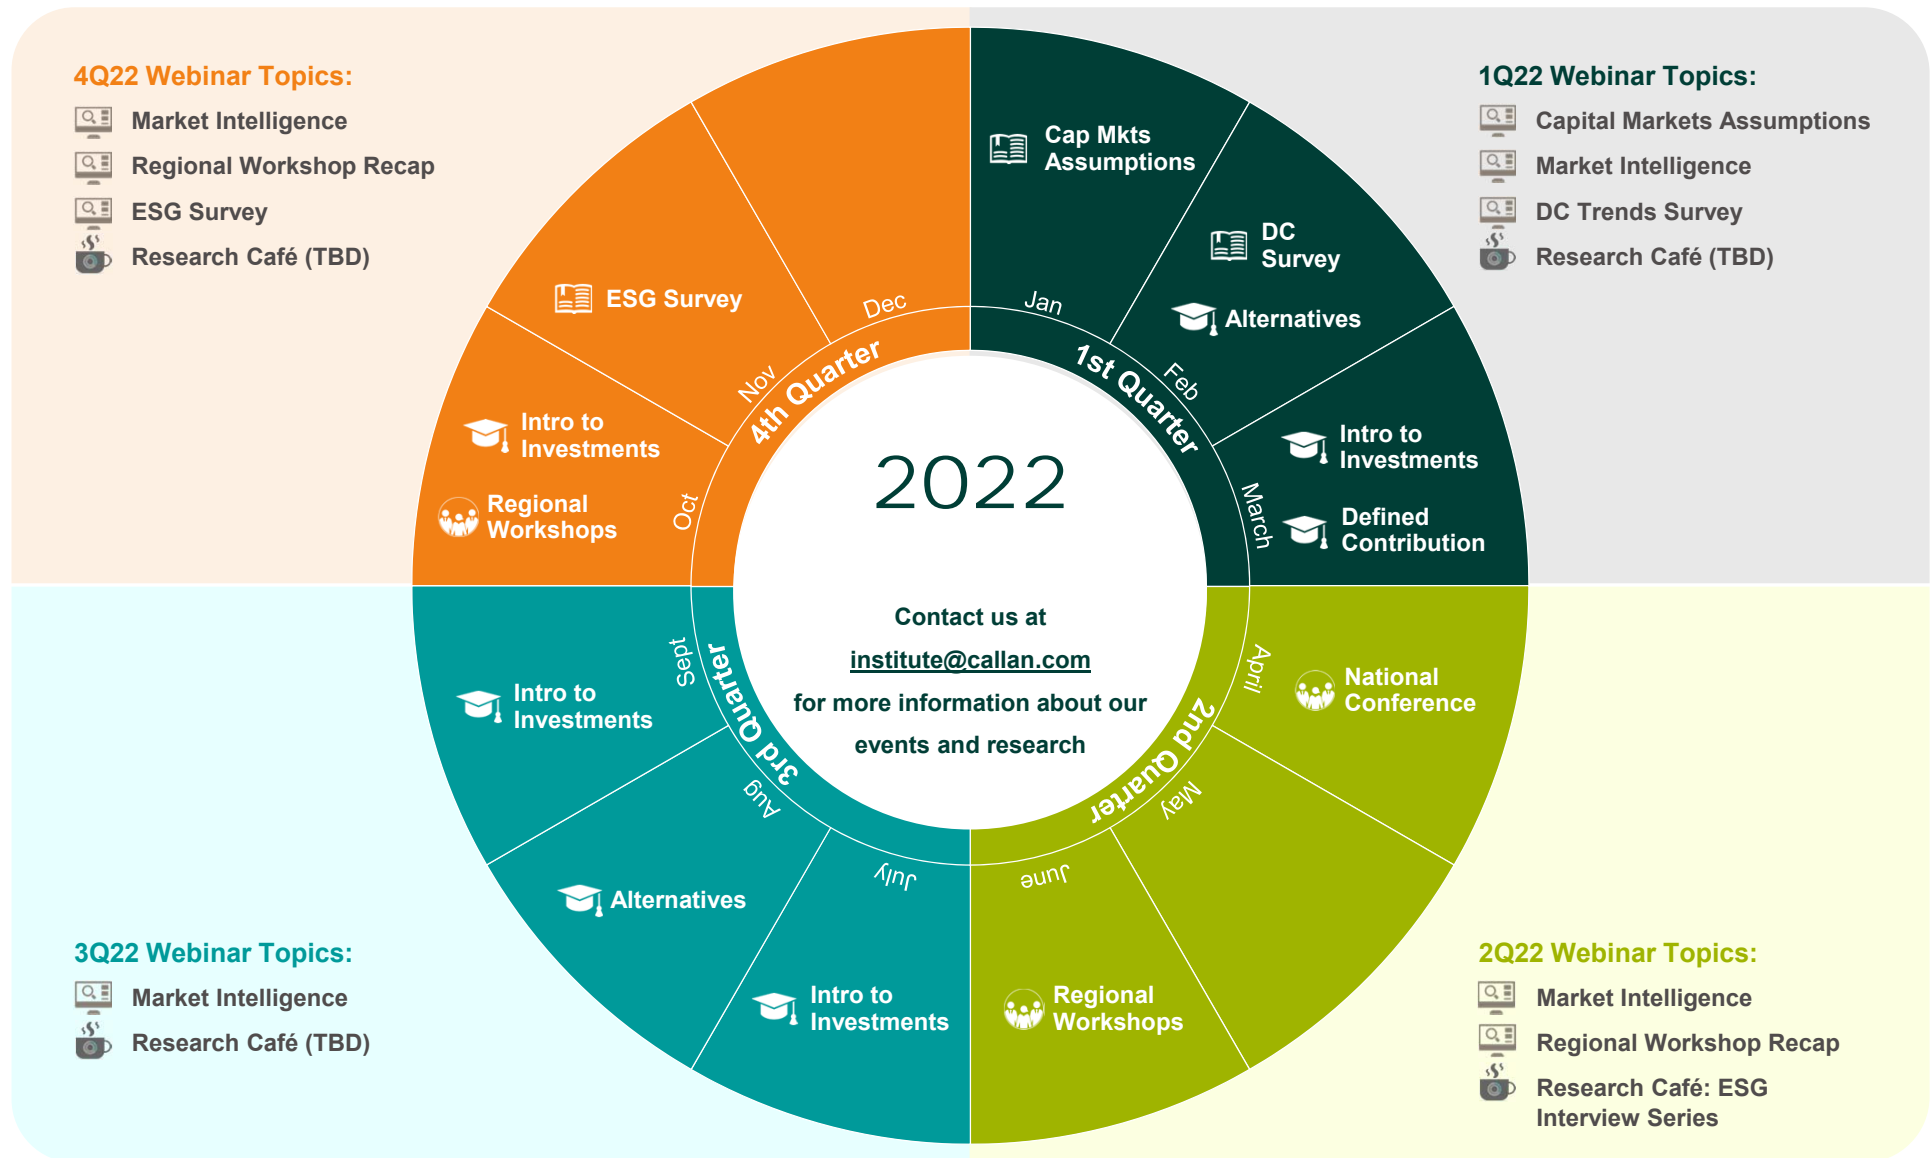 4Q22 Webinar Topics:
Market Intelligence
Regional Workshop Recap
ESG Survey
Research Café (TBD)
1Q22 Webinar Topics:
Capital Markets Assumptions
Market Intelligence
DC Trends Survey
Research Café (TBD)
Cap Mkts
Assumptions
Jan
DC
Survey
Alternatives
Feb
Intro to
Investments
Defined
Contribution
March
1st Quarter
National
Conference
April
May
Regional
Workshops
June
2nd Quarter
Intro to
Investments
July
Alternatives
Aug
Intro to
Investments
Sept
3rd Quarter
Intro to
Investments
Regional
Workshops
Oct
ESG Survey
Nov
Dec
4th Quarter
2022
Contact us at
institute@callan.com
for more information about our
events and research
3Q22 Webinar Topics:
Market Intelligence
Research Café (TBD)
2Q22 Webinar Topics:
Market Intelligence
Regional Workshop Recap
Research Café: ESG
Interview Series